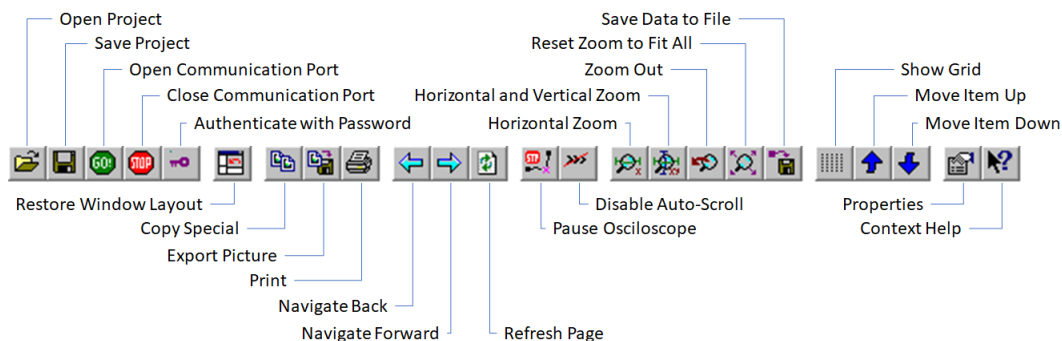 Open Project
Save Data to File
Save Project
Reset Zoom to Fit All
Open Communication Port
Zoom Out
Show Grid
Close Communication Port
Horizontal and Vertical Zoom
Move Item Up
Authenticate with Password
Horizontal Zoom
Move Item Down
GO!
STOP
STP
x
xy
Restore Window Layout
Disable Auto-Scroll
Properties
Copy Special
Pause Osciloscope
Context Help
Export Picture
Print
Navigate Back
Navigate Forward
Refresh Page